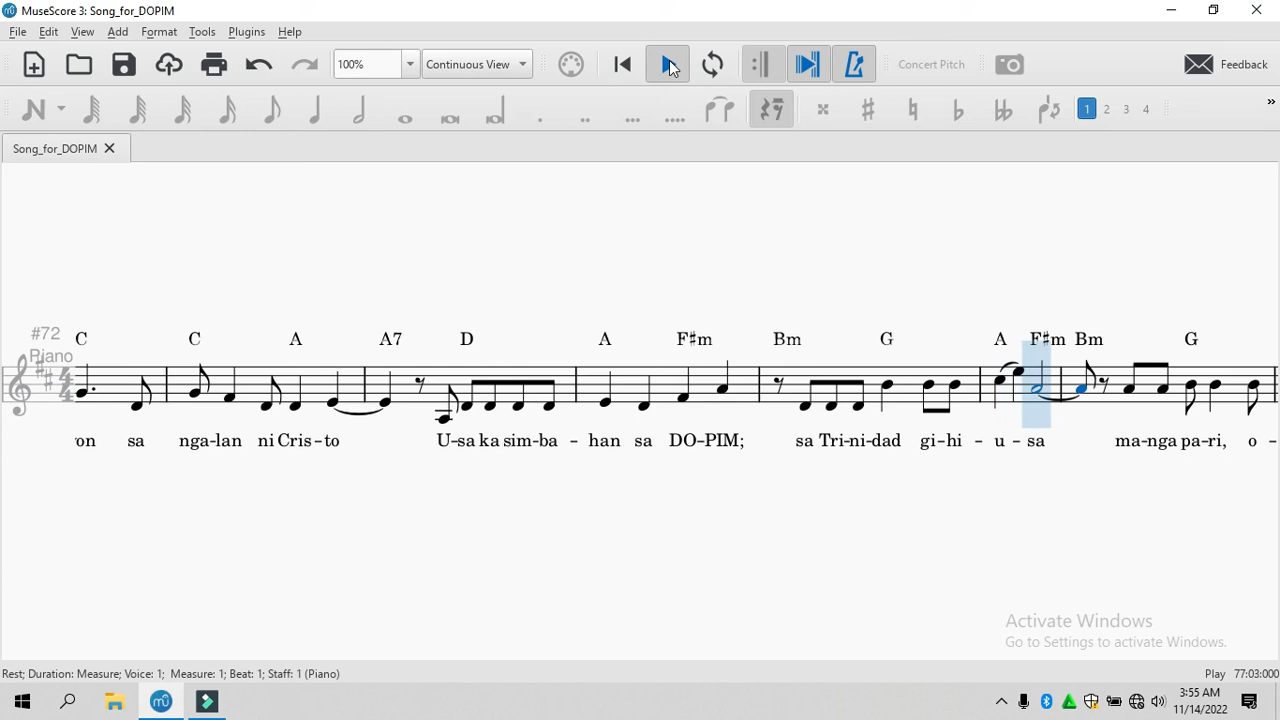 MuseScore 3: Song_for_DOPIM
File Edit View Add Format Tools Notes Plugins Help
100% Continuous View Concert Pitch Feedback
1 2 3 4 »
Song_for_DOPIM
#72 C C A A7 D A F♯m Bm G A F♯m Bm G
Piano
4
4
on sa nga-lan ni Cris-to U-sa ka sim-ba - han sa DO-PIM; sa Tri-ni-dad gi-hi - u - sa ma-nga pa-ri, o -
Activate Windows
Go to Settings to activate Windows.
Rest; Duration: Measure; Voice: 1; Measure: 1; Beat: 1; Staff: 1 (Piano) Play 77:03:000
3:55 AM
11/14/2022